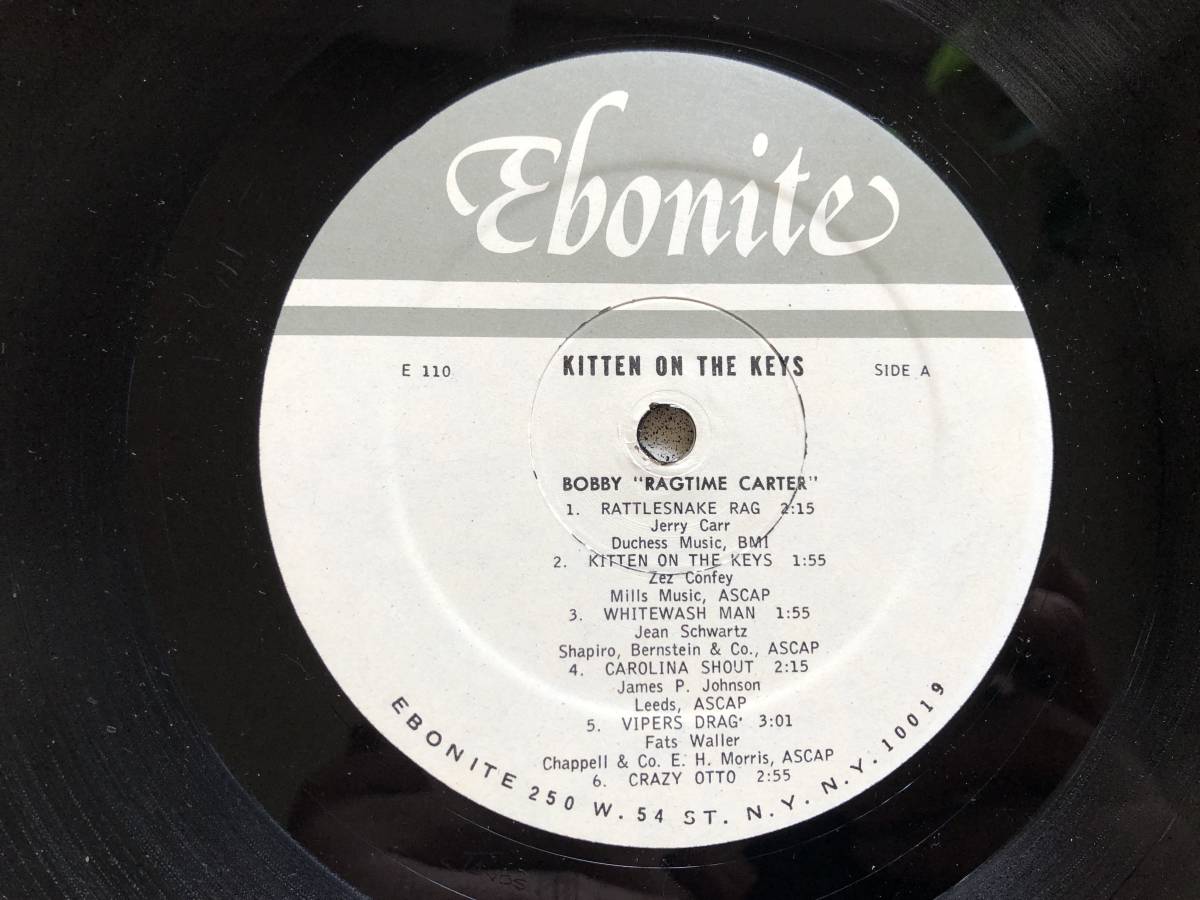 Ebonite
E 110 KITTEN ON THE KEYS SIDE A
BOBBY "RAGTIME CARTER"
1. RATTLESNAKE RAG 2:15
Jerry Carr
Duchess Music, BMI
2. KITTEN ON THE KEYS 1:55
Zez Confey
Mills Music, ASCAP
3. WHITEWASH MAN 1:55
Jean Schwartz
Shapiro, Bernstein & Co., ASCAP
4. CAROLINA SHOUT 2:15
James P. Johnson
Leeds, ASCAP
5. VIPERS DRAG' 3:01
Fats Waller
Chappell & Co. E. H. Morris, ASCAP
6. CRAZY OTTO 2:55
EBONITE 250 W. 54 ST. N.Y. N.Y. 10019